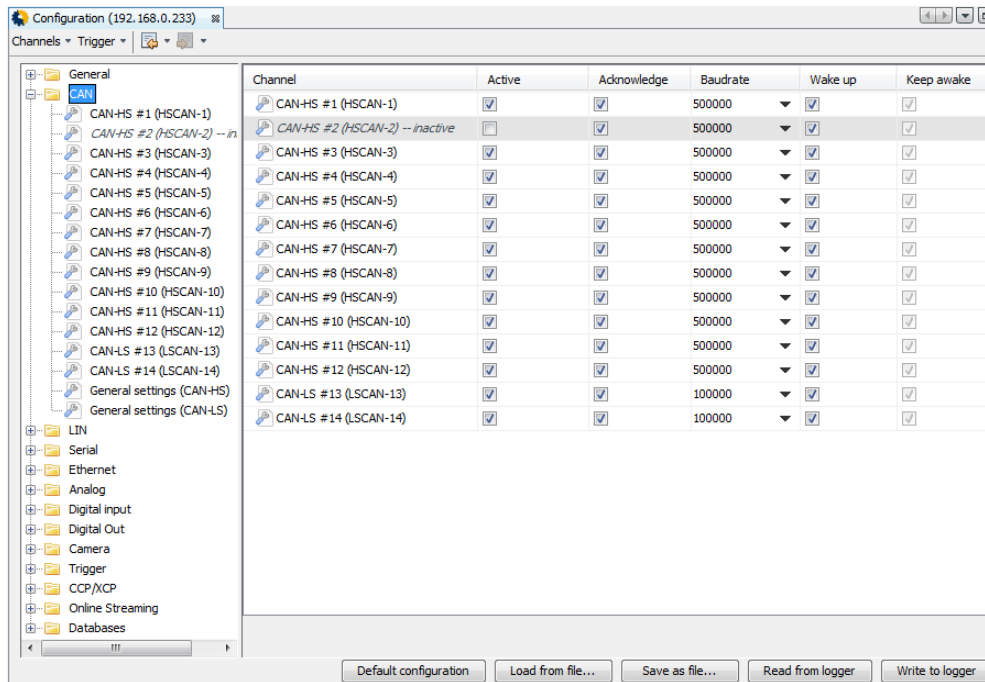 Configuration (192.168.0.233)
Channels Trigger
General
CAN
CAN-HS #1 (HSCAN-1)
CAN-HS #2 (HSCAN-2) -- in
CAN-HS #3 (HSCAN-3)
CAN-HS #4 (HSCAN-4)
CAN-HS #5 (HSCAN-5)
CAN-HS #6 (HSCAN-6)
CAN-HS #7 (HSCAN-7)
CAN-HS #8 (HSCAN-8)
CAN-HS #9 (HSCAN-9)
CAN-HS #10 (HSCAN-10)
CAN-HS #11 (HSCAN-11)
CAN-HS #12 (HSCAN-12)
CAN-LS #13 (LSCAN-13)
CAN-LS #14 (LSCAN-14)
General settings (CAN-HS)
General settings (CAN-LS)
LIN
Serial
Ethernet
Analog
Digital input
Digital Out
Camera
Trigger
CCP/XCP
Online Streaming
Databases
Channel Active Acknowledge Baudrate Wake up Keep awake
CAN-HS #1 (HSCAN-1) 500000
CAN-HS #2 (HSCAN-2) -- inactive 500000
CAN-HS #3 (HSCAN-3) 500000
CAN-HS #4 (HSCAN-4) 500000
CAN-HS #5 (HSCAN-5) 500000
CAN-HS #6 (HSCAN-6) 500000
CAN-HS #7 (HSCAN-7) 500000
CAN-HS #8 (HSCAN-8) 500000
CAN-HS #9 (HSCAN-9) 500000
CAN-HS #10 (HSCAN-10) 500000
CAN-HS #11 (HSCAN-11) 500000
CAN-HS #12 (HSCAN-12) 500000
CAN-LS #13 (LSCAN-13) 100000
CAN-LS #14 (LSCAN-14) 100000
Default configuration Load from file... Save as file... Read from logger Write to logger